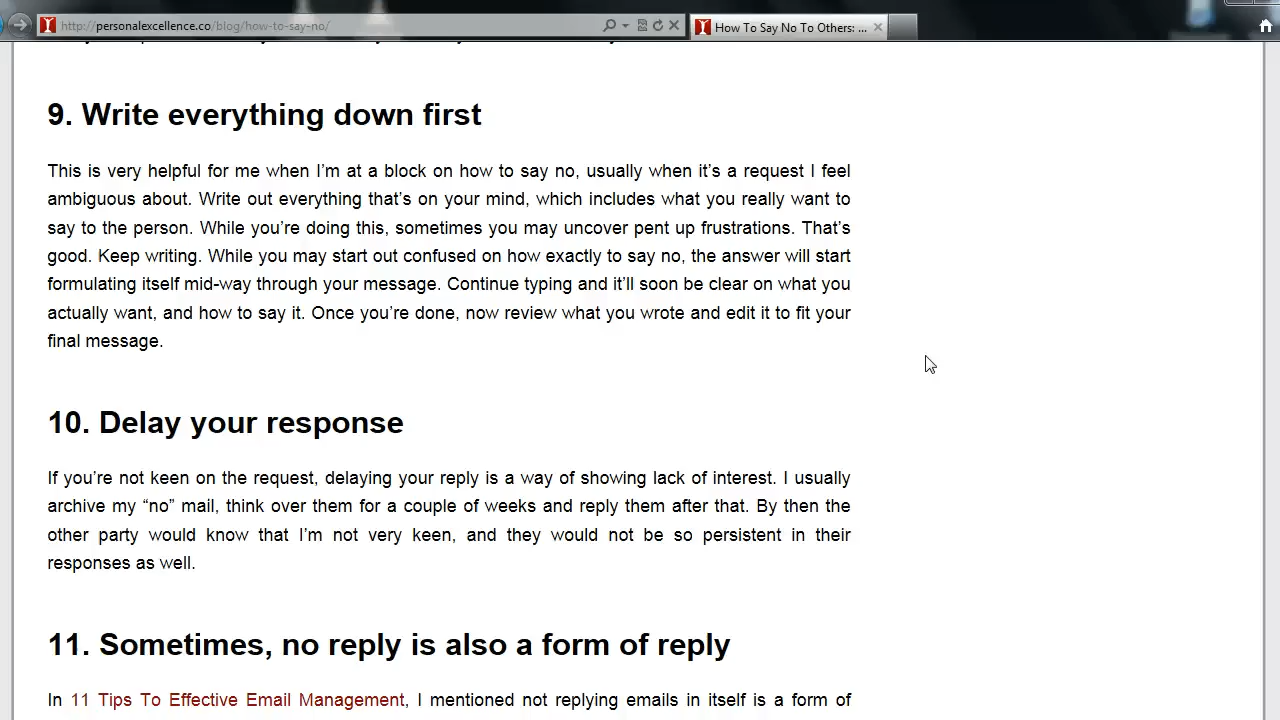 http://personalexcellence.co/blog/how-to-say-no/
How To Say No To Others: ...
9. Write everything down first
This is very helpful for me when I’m at a block on how to say no, usually when it’s a request I feel
ambiguous about. Write out everything that’s on your mind, which includes what you really want to
say to the person. While you’re doing this, sometimes you may uncover pent up frustrations. That’s
good. Keep writing. While you may start out confused on how exactly to say no, the answer will start
formulating itself mid-way through your message. Continue typing and it’ll soon be clear on what you
actually want, and how to say it. Once you’re done, now review what you wrote and edit it to fit your
final message.
10. Delay your response
If you’re not keen on the request, delaying your reply is a way of showing lack of interest. I usually
archive my “no” mail, think over them for a couple of weeks and reply them after that. By then the
other party would know that I’m not very keen, and they would not be so persistent in their
responses as well.
11. Sometimes, no reply is also a form of reply
In 11 Tips To Effective Email Management, I mentioned not replying emails in itself is a form of